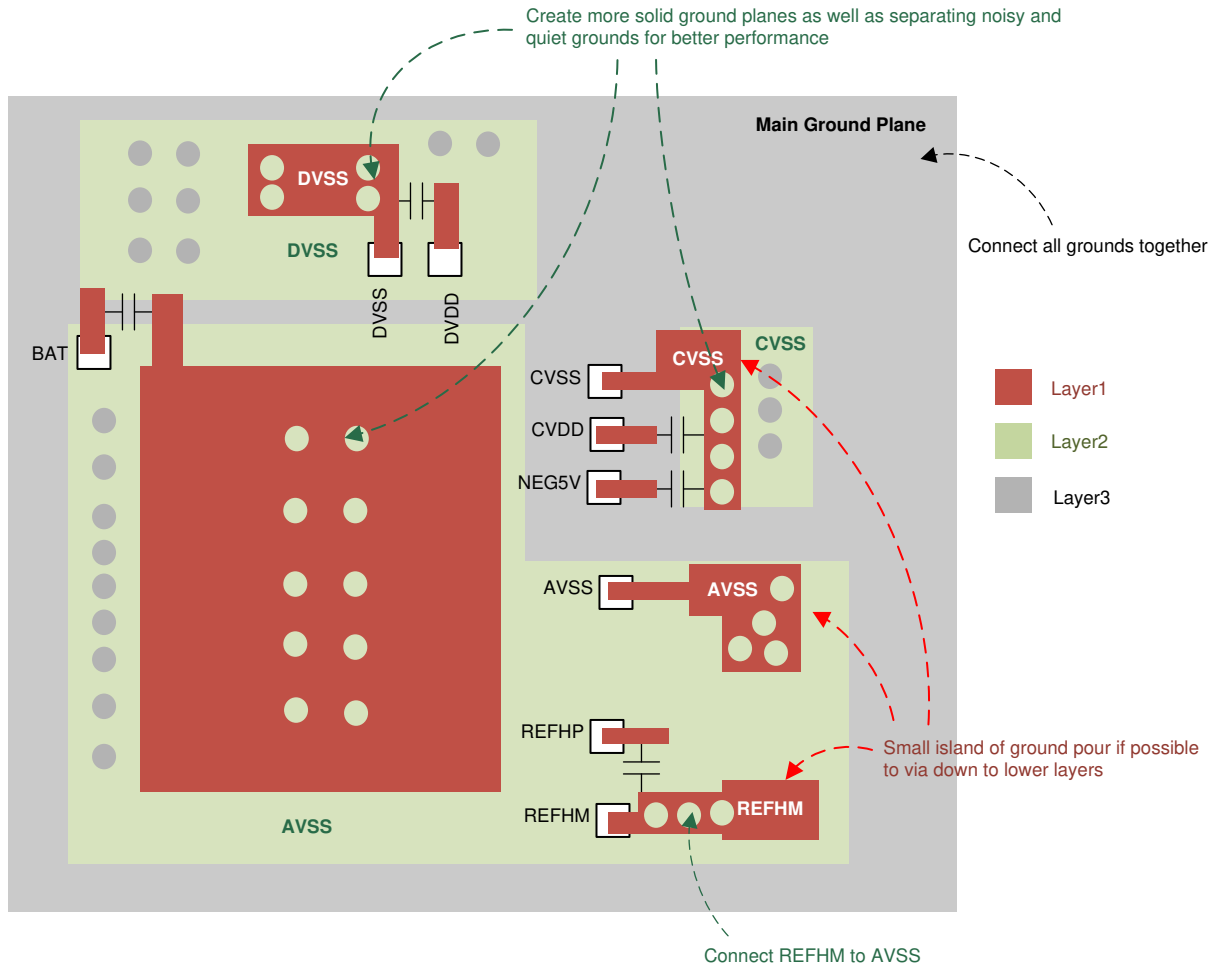 Create more solid ground planes as well as separating noisy and
quiet grounds for better performance
Main Ground Plane
Connect all grounds together
DVSS
DVSS
DVSS
DVDD
BAT
CVSS
CVSS
CVSS
CVDD
NEG5V
Layer1
Layer2
Layer3
AVSS
AVSS
REFHP
REFHM
REFHM
AVSS
Small island of ground pour if possible
to via down to lower layers
Connect REFHM to AVSS